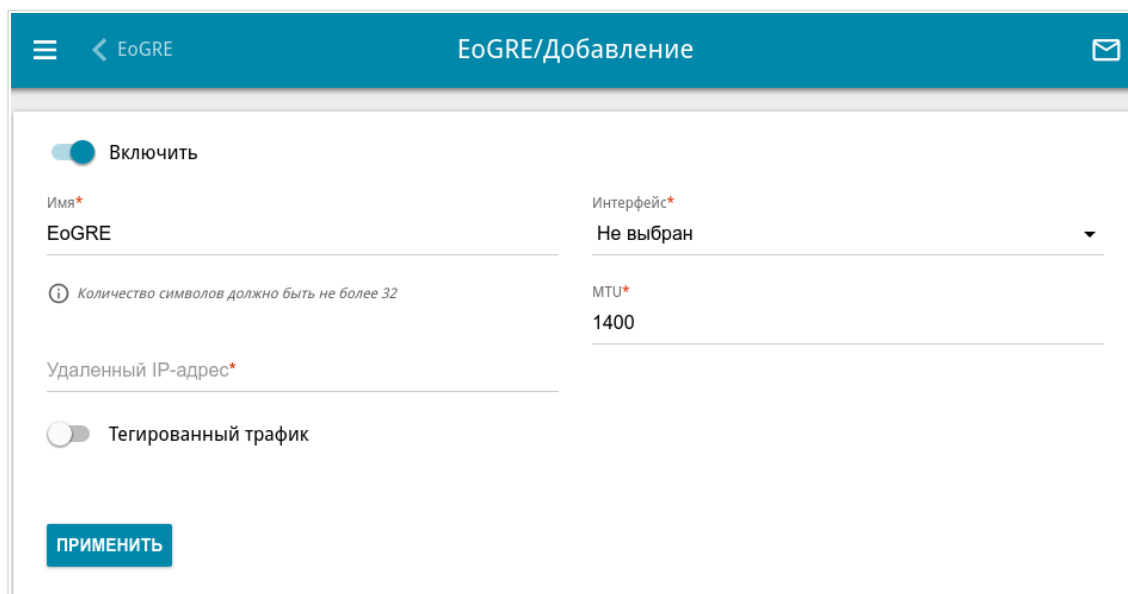 EoGRE
EoGRE/Добавление
Включить
Имя*
EoGRE
Интерфейс*
Не выбран
Количество символов должно быть не более 32
MTU*
1400
Удаленный IP-адрес*
Тегированный трафик
ПРИМЕНИТЬ